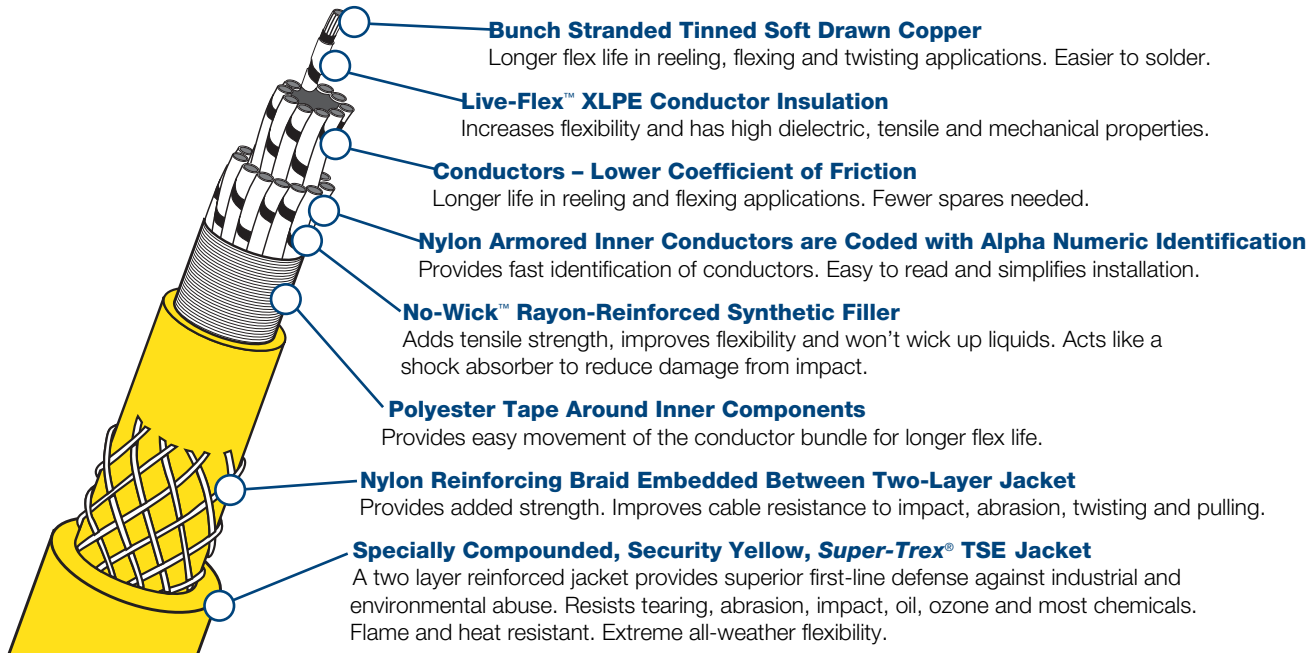 Bunch Stranded Tinned Soft Drawn Copper
Longer flex life in reeling, flexing and twisting applications. Easier to solder.
Live-Flex™ XLPE Conductor Insulation
Increases flexibility and has high dielectric, tensile and mechanical properties.
Conductors – Lower Coefficient of Friction
Longer life in reeling and flexing applications. Fewer spares needed.
Nylon Armored Inner Conductors are Coded with Alpha Numeric Identification
Provides fast identification of conductors. Easy to read and simplifies installation.
No-Wick™ Rayon-Reinforced Synthetic Filler
Adds tensile strength, improves flexibility and won’t wick up liquids. Acts like a
shock absorber to reduce damage from impact.
Polyester Tape Around Inner Components
Provides easy movement of the conductor bundle for longer flex life.
Nylon Reinforcing Braid Embedded Between Two-Layer Jacket
Provides added strength. Improves cable resistance to impact, abrasion, twisting and pulling.
Specially Compounded, Security Yellow, Super-Trex® TSE Jacket
A two layer reinforced jacket provides superior first-line defense against industrial and
environmental abuse. Resists tearing, abrasion, impact, oil, ozone and most chemicals.
Flame and heat resistant. Extreme all-weather flexibility.